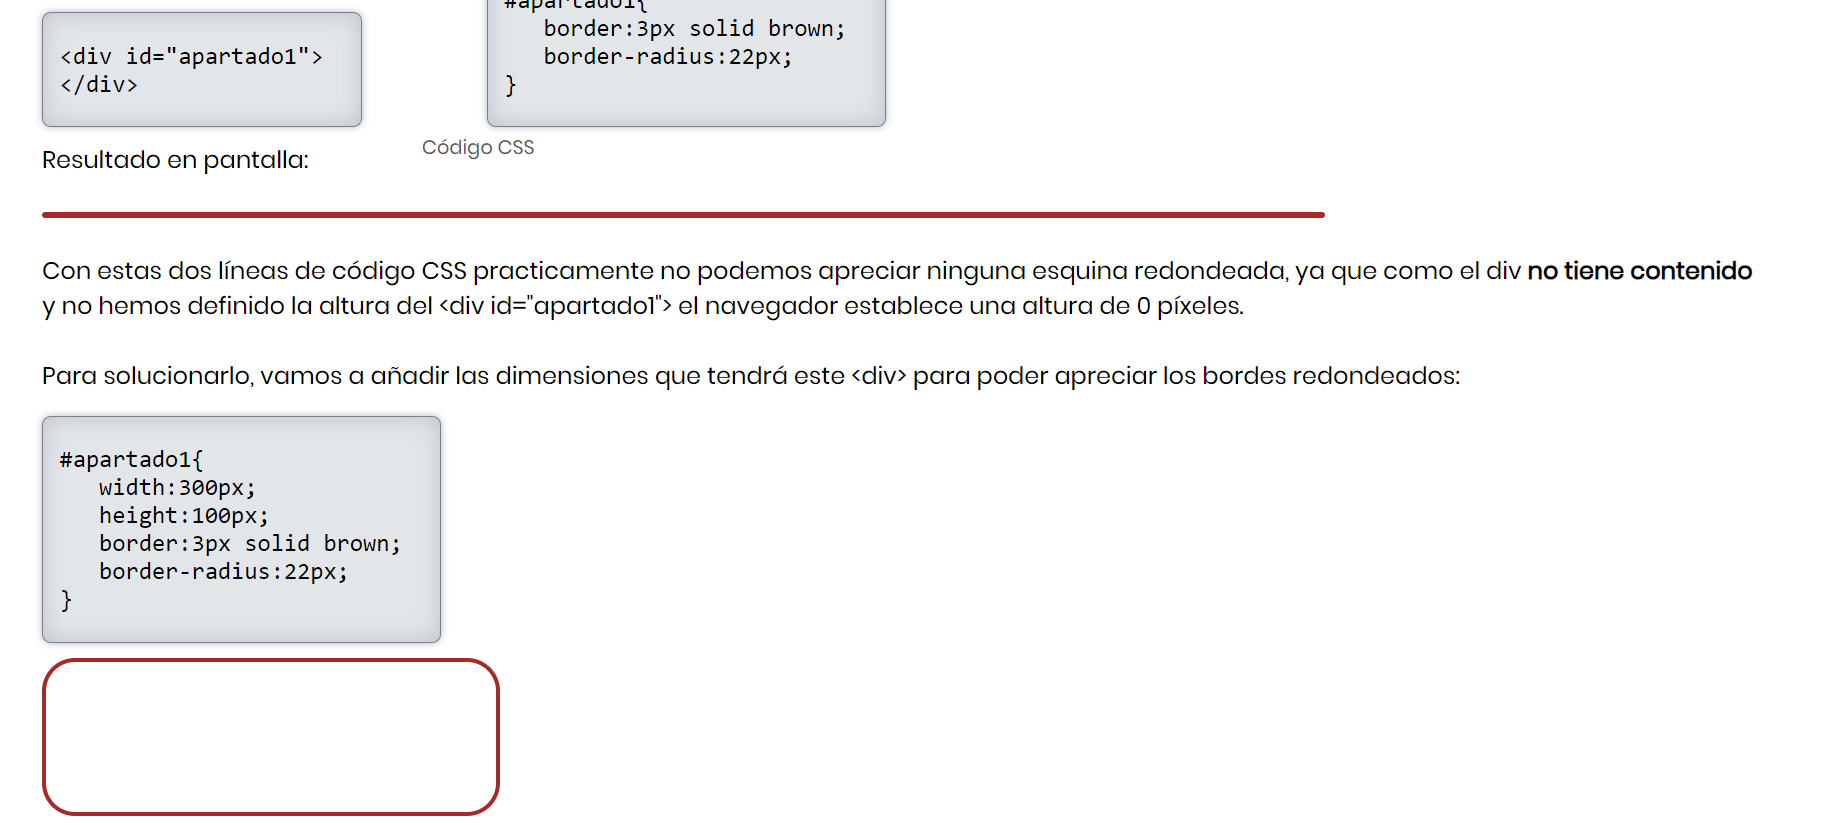 <div id="apartado1">
</div>
#apartado1{
border:3px solid brown;
border-radius:22px;
}
Código CSS
Resultado en pantalla:
Con estas dos líneas de código CSS practicamente no podemos apreciar ninguna esquina redondeada, ya que como el div no tiene contenido
y no hemos definido la altura del <div id="apartado1"> el navegador establece una altura de 0 píxeles.
Para solucionarlo, vamos a añadir las dimensiones que tendrá este <div> para poder apreciar los bordes redondeados:
#apartado1{
width:300px;
height:100px;
border:3px solid brown;
border-radius:22px;
}